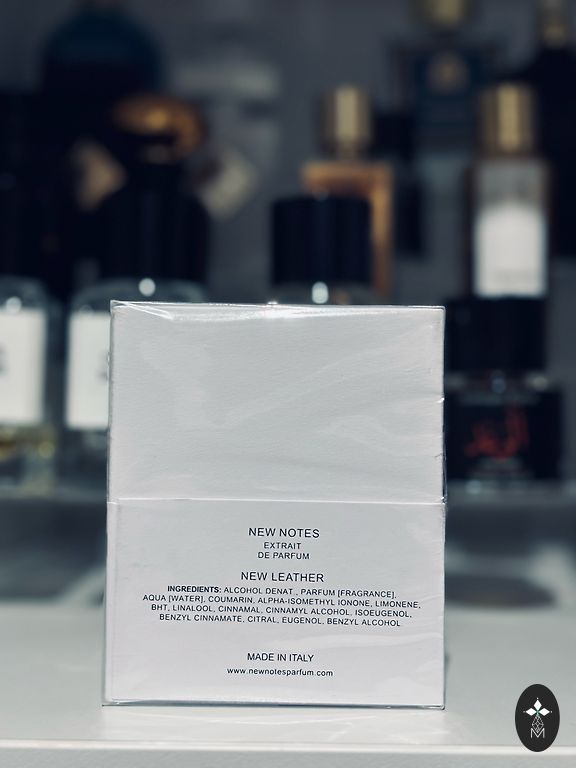 NEW NOTES
EXTRAIT
DE PARFUM
NEW LEATHER
INGREDIENTS: ALCOHOL DENAT., PARFUM [FRAGRANCE],
AQUA [WATER], COUMARIN, ALPHA-ISOMETHYL IONONE, LIMONENE,
BHT, LINALOOL, CINNAMAL, CINNAMYL ALCOHOL, ISOEUGENOL,
BENZYL CINNAMATE, CITRAL, EUGENOL, BENZYL ALCOHOL
MADE IN ITALY
www.newnotesparfum.com
M